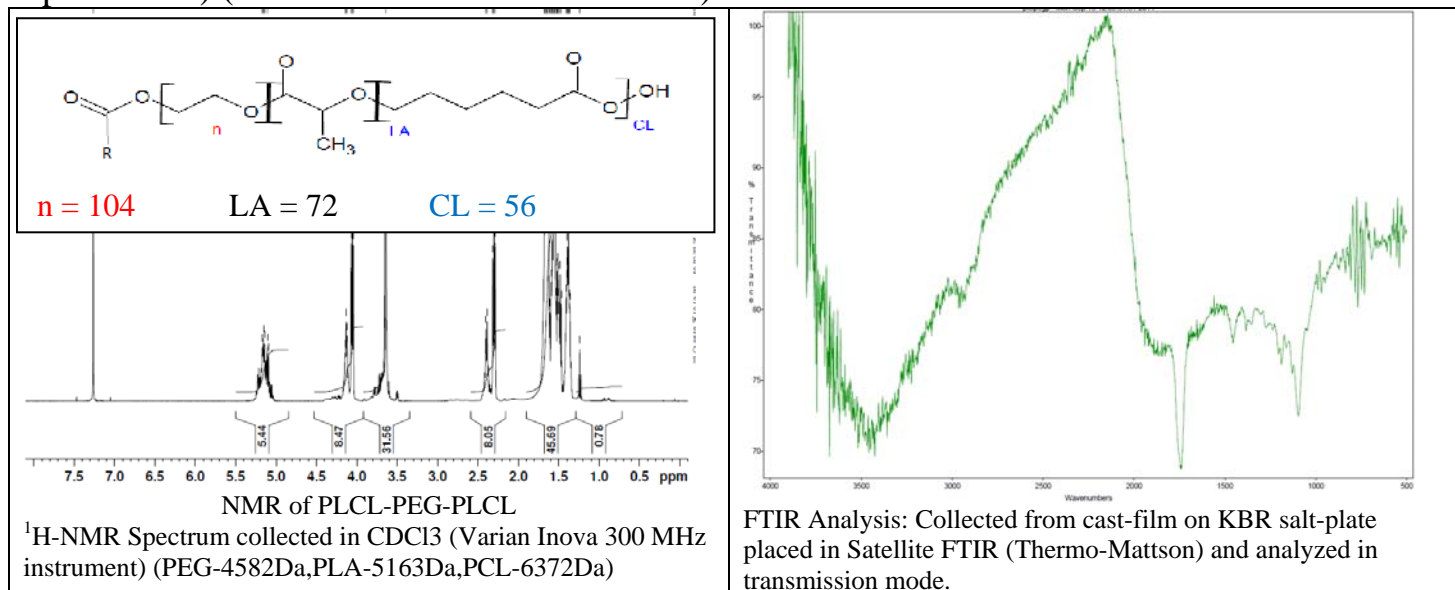 O
O
O
O
O
O
O
OH
O
n
LA
CL
R
CH3
n = 104 LA = 72 CL = 56
5.44
8.47
31.56
8.05
45.69
0.78
7.5 7.0 6.5 6.0 5.5 5.0 4.5 4.0 3.5 3.0 2.5 2.0 1.5 1.0 0.5 ppm
NMR of PLCL-PEG-PLCL
1H-NMR Spectrum collected in CDCl3 (Varian Inova 300 MHz
instrument) (PEG-4582Da,PLA-5163Da,PCL-6372Da)
100
95
90
85
80
75
70
% Transmittance
4000 3500 3000 2500 2000 1500 1000 500
Wavenumbers
FTIR Analysis: Collected from cast-film on KBR salt-plate
placed in Satellite FTIR (Thermo-Mattson) and analyzed in
transmission mode.